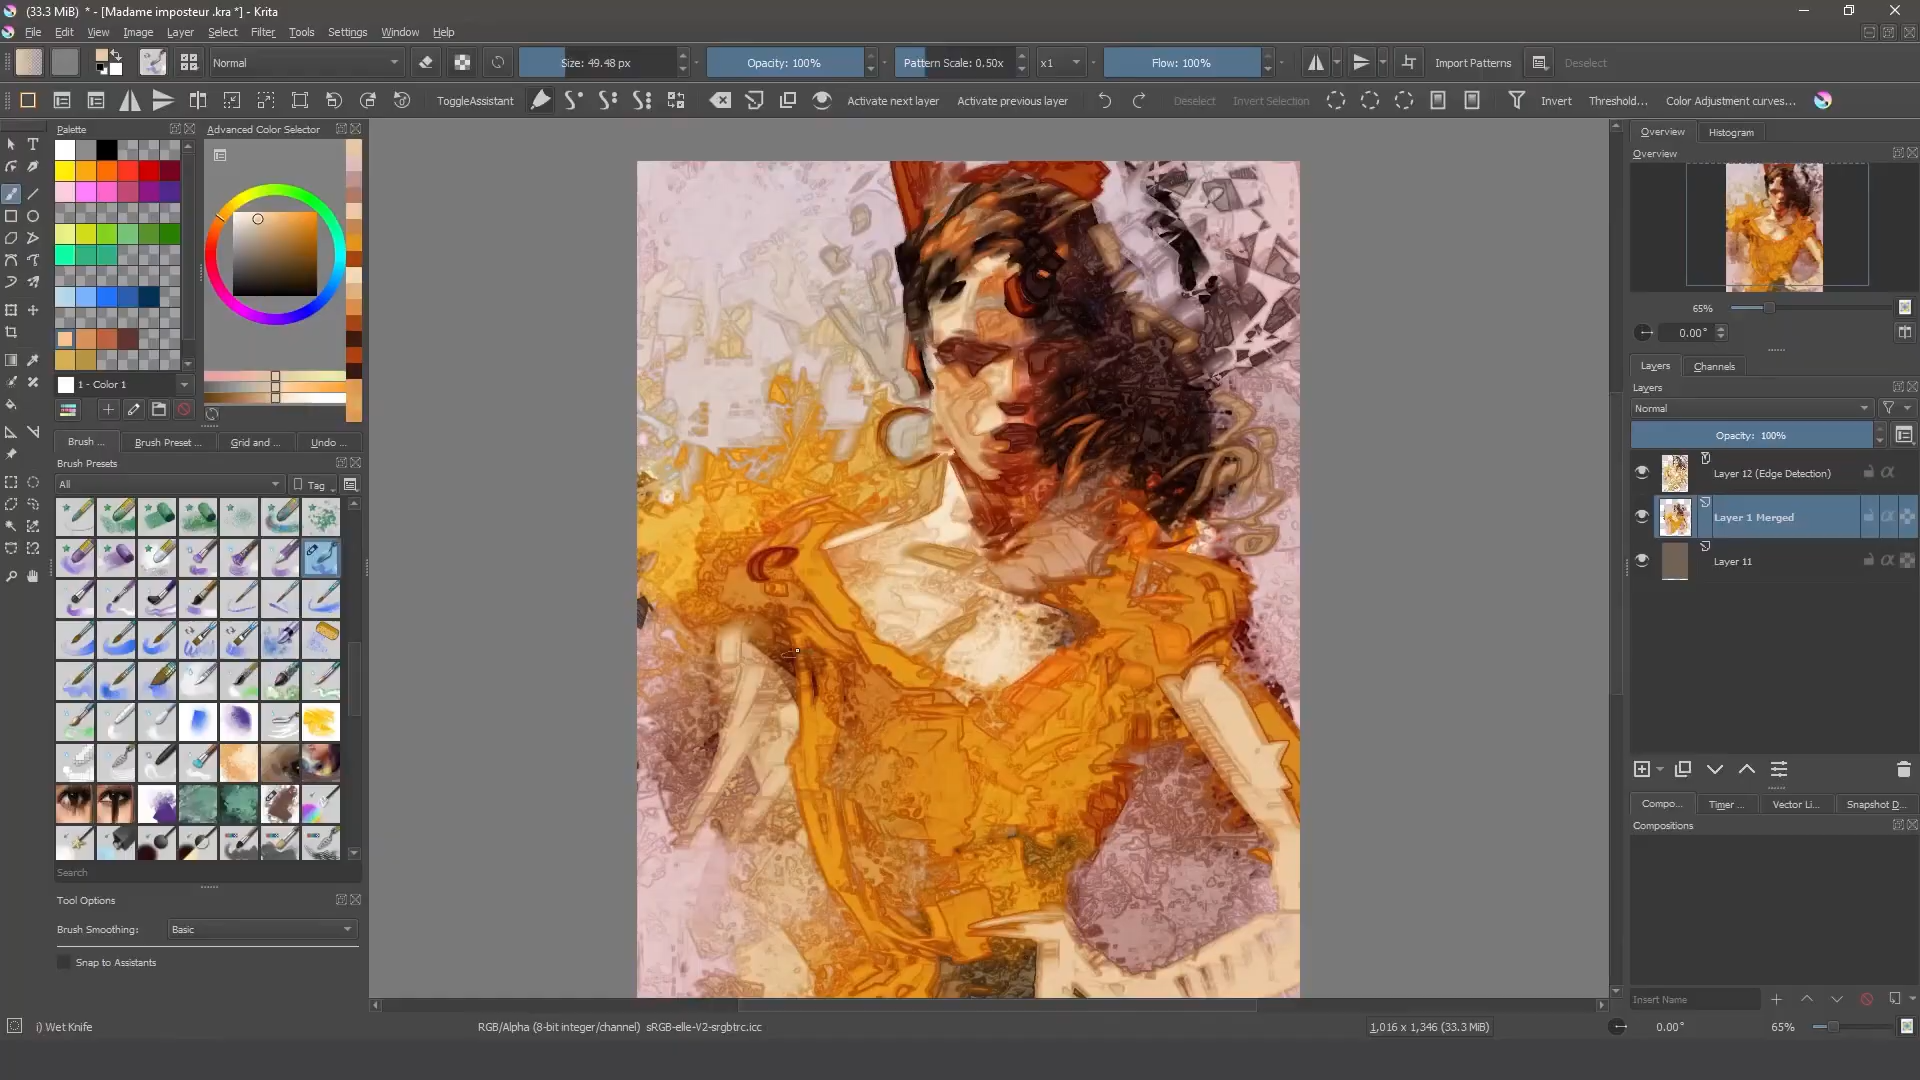 (33.3 MiB)  * - [Madame imposteur .kra *] - Krita
File Edit View Image Layer Select Filter Tools Settings Window Help
Normal Size: 49.48 px Opacity: 100% Pattern Scale: 0.50x x1 Flow: 100% Import Patterns Deselect
ToggleAssistant Activate next layer Activate previous layer Deselect Invert Selection Invert Threshold... Color Adjustment curves...
Palette
Advanced Color Selector
1 - Color 1
Brush ... Brush Preset ... Grid and ... Undo ...
Brush Presets
All Tag
Search
Tool Options
Brush Smoothing: Basic
Snap to Assistants
Overview Histogram
Overview
65%
0.00°
Layers Channels
Layers
Normal
Opacity: 100%
Layer 12 (Edge Detection)
Layer 1 Merged
Layer 11
Compo... Timer ... Vector Li... Snapshot D...
Compositions
Insert Name
i) Wet Knife RGB/Alpha (8-bit integer/channel) sRGB-elle-V2-srgbtrc.icc 1,016 x 1,346 (33.3 MiB) 0.00° 65%